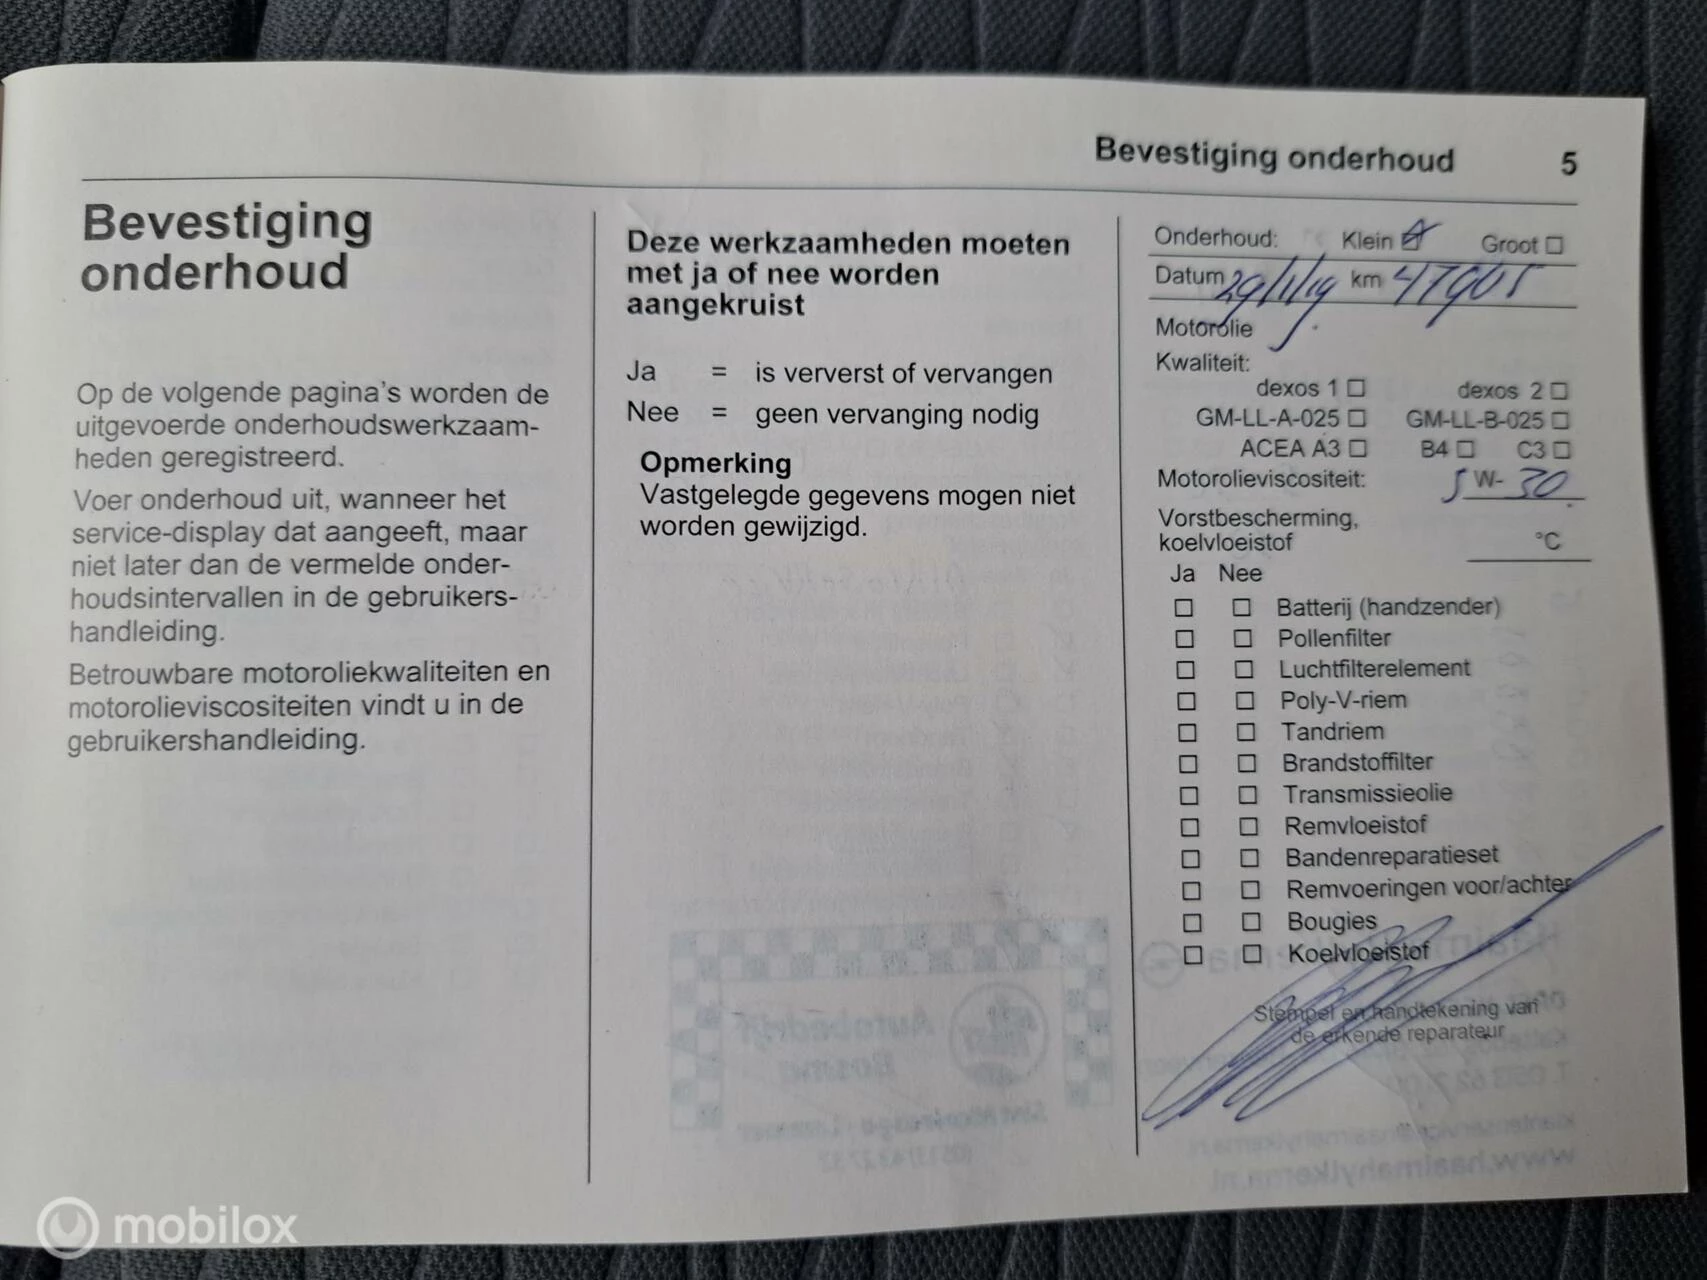 Bevestiging onderhoud 5
Bevestiging
onderhoud
Op de volgende pagina's worden de
uitgevoerde onderhoudswerkzaam-
heden geregistreerd.
Voer onderhoud uit, wanneer het
service-display dat aangeeft, maar
niet later dan de vermelde onder-
houdsintervallen in de gebruikers-
handleiding.
Betrouwbare motoroliekwaliteiten en
motorolieviscositeiten vindt u in de
gebruikershandleiding.
Deze werkzaamheden moeten
met ja of nee worden
aangekruist
Ja = is ververst of vervangen
Nee = geen vervanging nodig
Opmerking
Vastgelegde gegevens mogen niet
worden gewijzigd.
Onderhoud: Klein Groot
Datum 29/1/19 km 47905
Motorolie
Kwaliteit:
dexos 1 dexos 2
GM-LL-A-025 GM-LL-B-025
ACEA A3 B4 C3
Motorolieviscositeit: 5 W- 30
Vorstbescherming,
koelvloeistof °C
Ja Nee
Batterij (handzender)
Pollenfilter
Luchtfilterelement
Poly-V-riem
Tandriem
Brandstoffilter
Transmissieolie
Remvloeistof
Bandenreparatieset
Remvoeringen voor/achter
Bougies
Koelvloeistof
Stempel en handtekening van
de erkende reparateur
mobilox